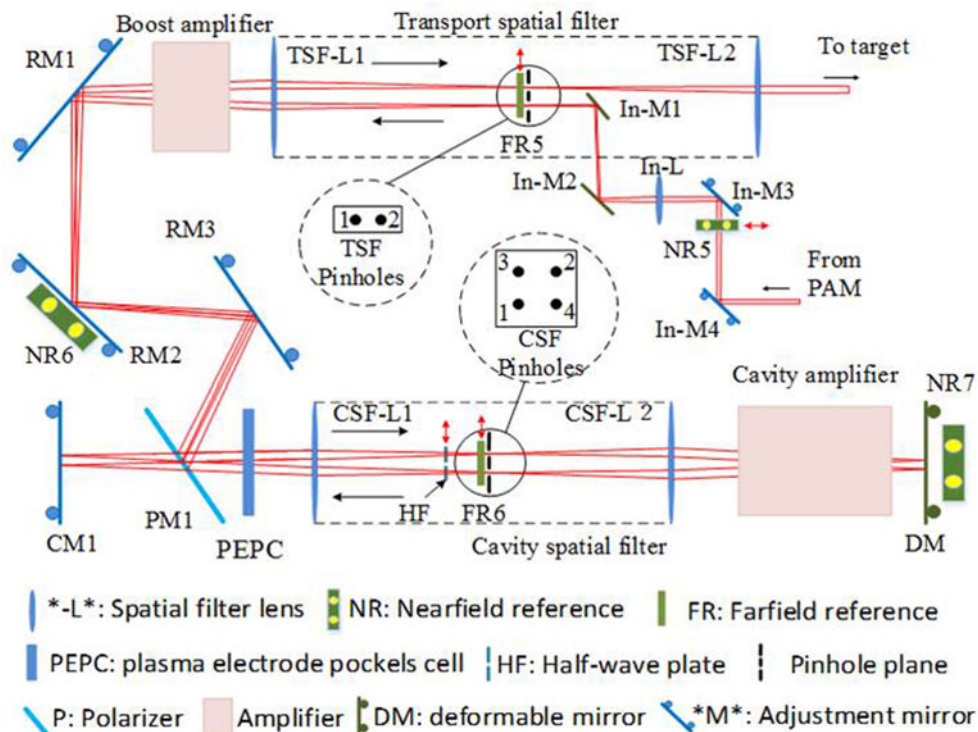 Boost amplifier
Transport spatial filter
RM1
TSF-L1
TSF-L2
To target
FR5
In-M1
In-L
In-M2
In-M3
1 2
TSF
Pinholes
RM3
NR5
From
PAM
3 2
1 4
CSF
Pinholes
In-M4
NR6
RM2
Cavity amplifier
NR7
CSF-L1
CSF-L 2
HF
FR6
PM1
CM1
PEPC
Cavity spatial filter
DM
*-L*: Spatial filter lens
NR: Nearfield reference
FR: Farfield reference
PEPC: plasma electrode pockels cell
HF: Half-wave plate
Pinhole plane
P: Polarizer
Amplifier
DM: deformable mirror
*M*: Adjustment mirror